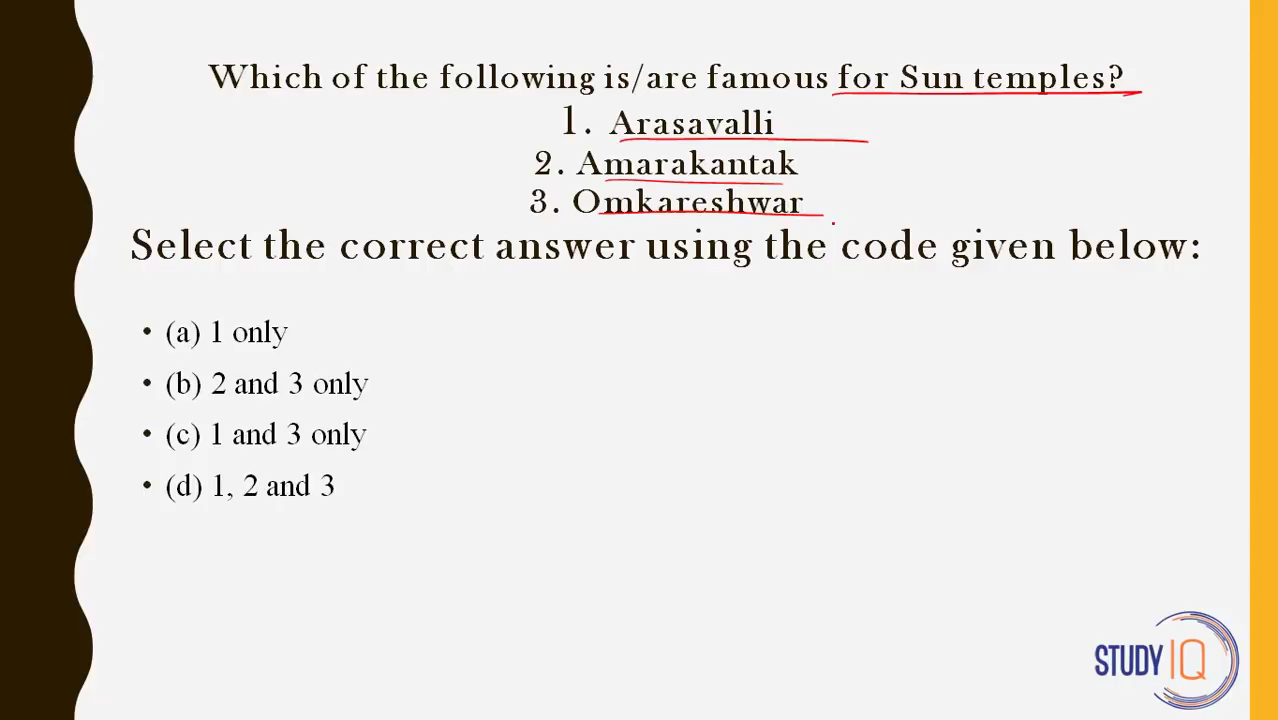 Which of the following is/are famous for Sun temples?
1. Arasavalli
2. Amarakantak
3. Omkareshwar
Select the correct answer using the code given below:
• (a) 1 only
• (b) 2 and 3 only
• (c) 1 and 3 only
• (d) 1, 2 and 3
STUDY IQ